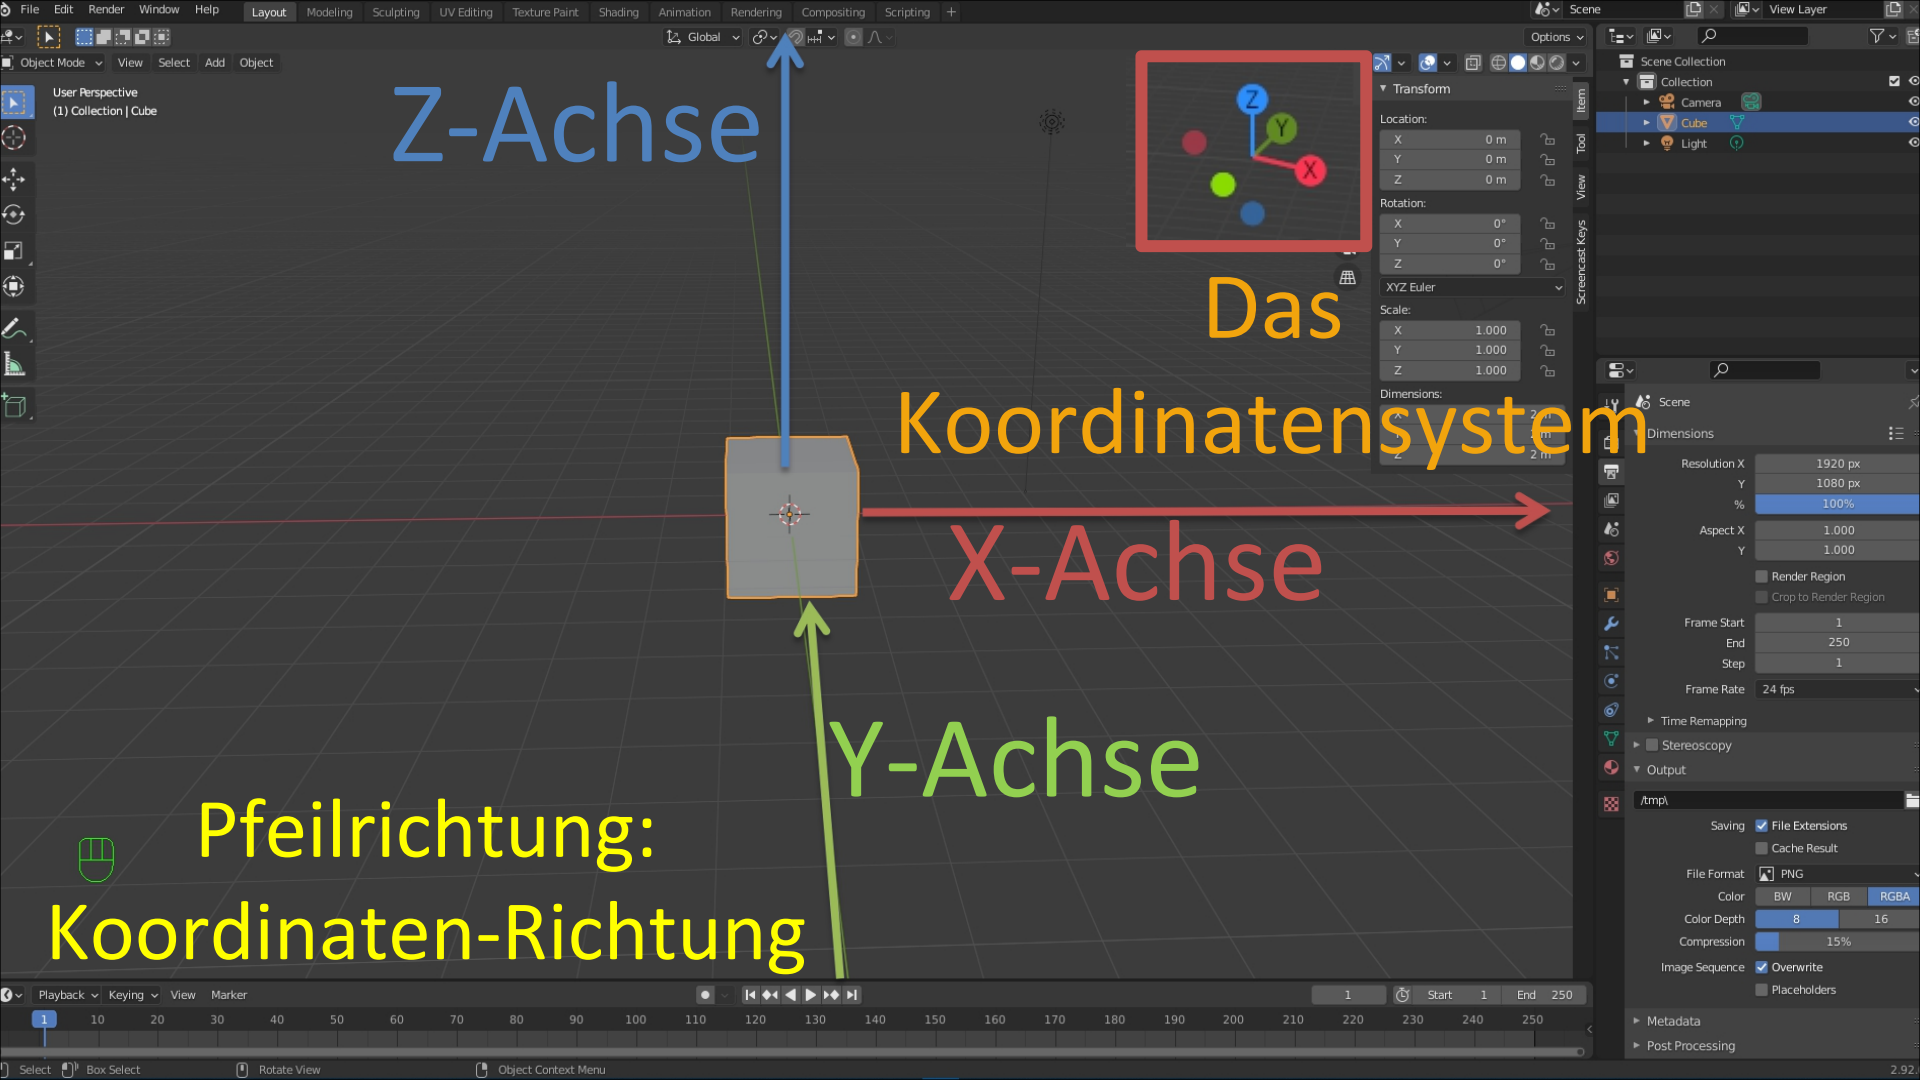 File Edit Render Window Help Layout Modeling Sculpting UV Editing Texture Paint Shading Animation Rendering Compositing Scripting + Scene View Layer
Global Options
Object Mode View Select Add Object
User Perspective
(1) Collection | Cube
Z-Achse
Z
Y
X
Das
Koordinatensystem
X-Achse
Y-Achse
Pfeilrichtung:
Koordinaten-Richtung
Transform
Location:
X 0 m
Y 0 m
Z 0 m
Rotation:
X 0°
Y 0°
Z 0°
XYZ Euler
Scale:
X 1.000
Y 1.000
Z 1.000
Dimensions:
X 2 m
2 m
Z 2 m
Item
Tool
View
Screencast Keys
Scene Collection
Collection
Camera
Cube
Light
Scene
Dimensions
Resolution X 1920 px
Y 1080 px
% 100%
Aspect X 1.000
Y 1.000
Render Region
Crop to Render Region
Frame Start 1
End 250
Step 1
Frame Rate 24 fps
Time Remapping
Stereoscopy
Output
/tmp\
Saving File Extensions
Cache Result
File Format PNG
Color BW RGB RGBA
Color Depth 8 16
Compression 15%
Image Sequence Overwrite
Placeholders
Metadata
Post Processing
Playback Keying View Marker 1 Start 1 End 250
1 10 20 30 40 50 60 70 80 90 100 110 120 130 140 150 160 170 180 190 200 210 220 230 240 250
Select Box Select Rotate View Object Context Menu 2.92.